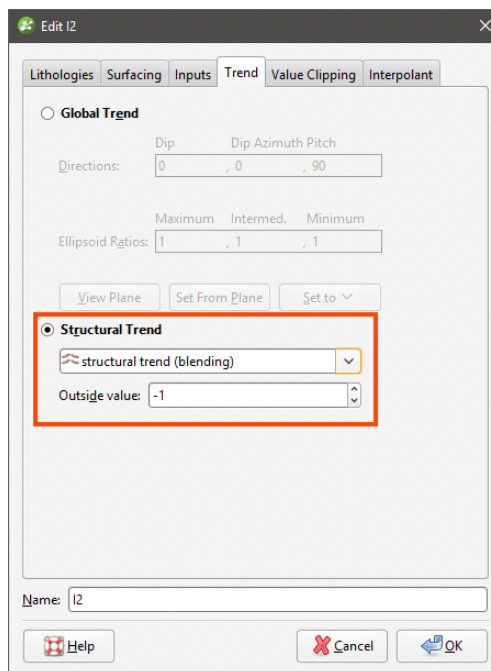 Edit I2
Lithologies Surfacing Inputs Trend Value Clipping Interpolant
Global Trend
Dip Dip Azimuth Pitch
Directions: 0 , 0 , 90
Maximum Intermed. Minimum
Ellipsoid Ratios: 1 , 1 , 1
View Plane Set From Plane Set to
Structural Trend
structural trend (blending)
Outside value: -1
Name: I2
Help Cancel OK